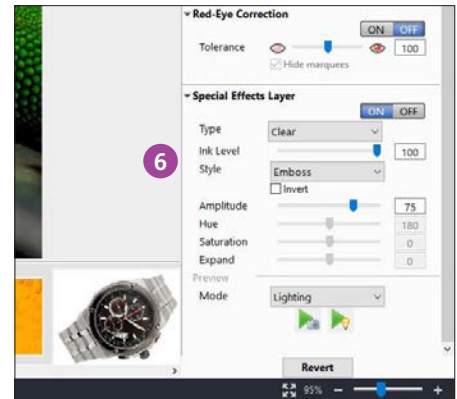 Red-Eye Correction
ON OFF
Tolerance 100
Hide marquees
Special Effects Layer
ON OFF
Type Clear
Ink Level 100
6
Style Emboss
Invert
Amplitude 75
Hue 180
Saturation 0
Expand 0
Preview
Mode Lighting
Revert
95%